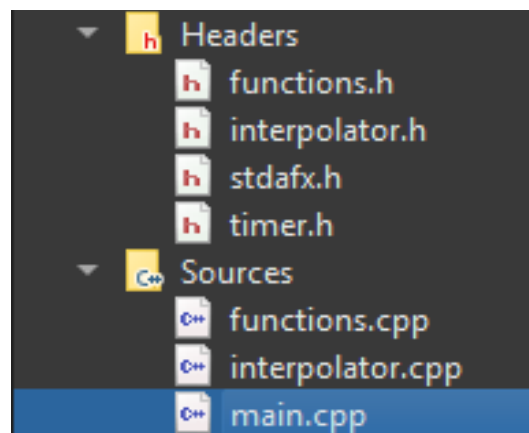 Headers
functions.h
interpolator.h
stdafx.h
timer.h
Sources
functions.cpp
interpolator.cpp
main.cpp